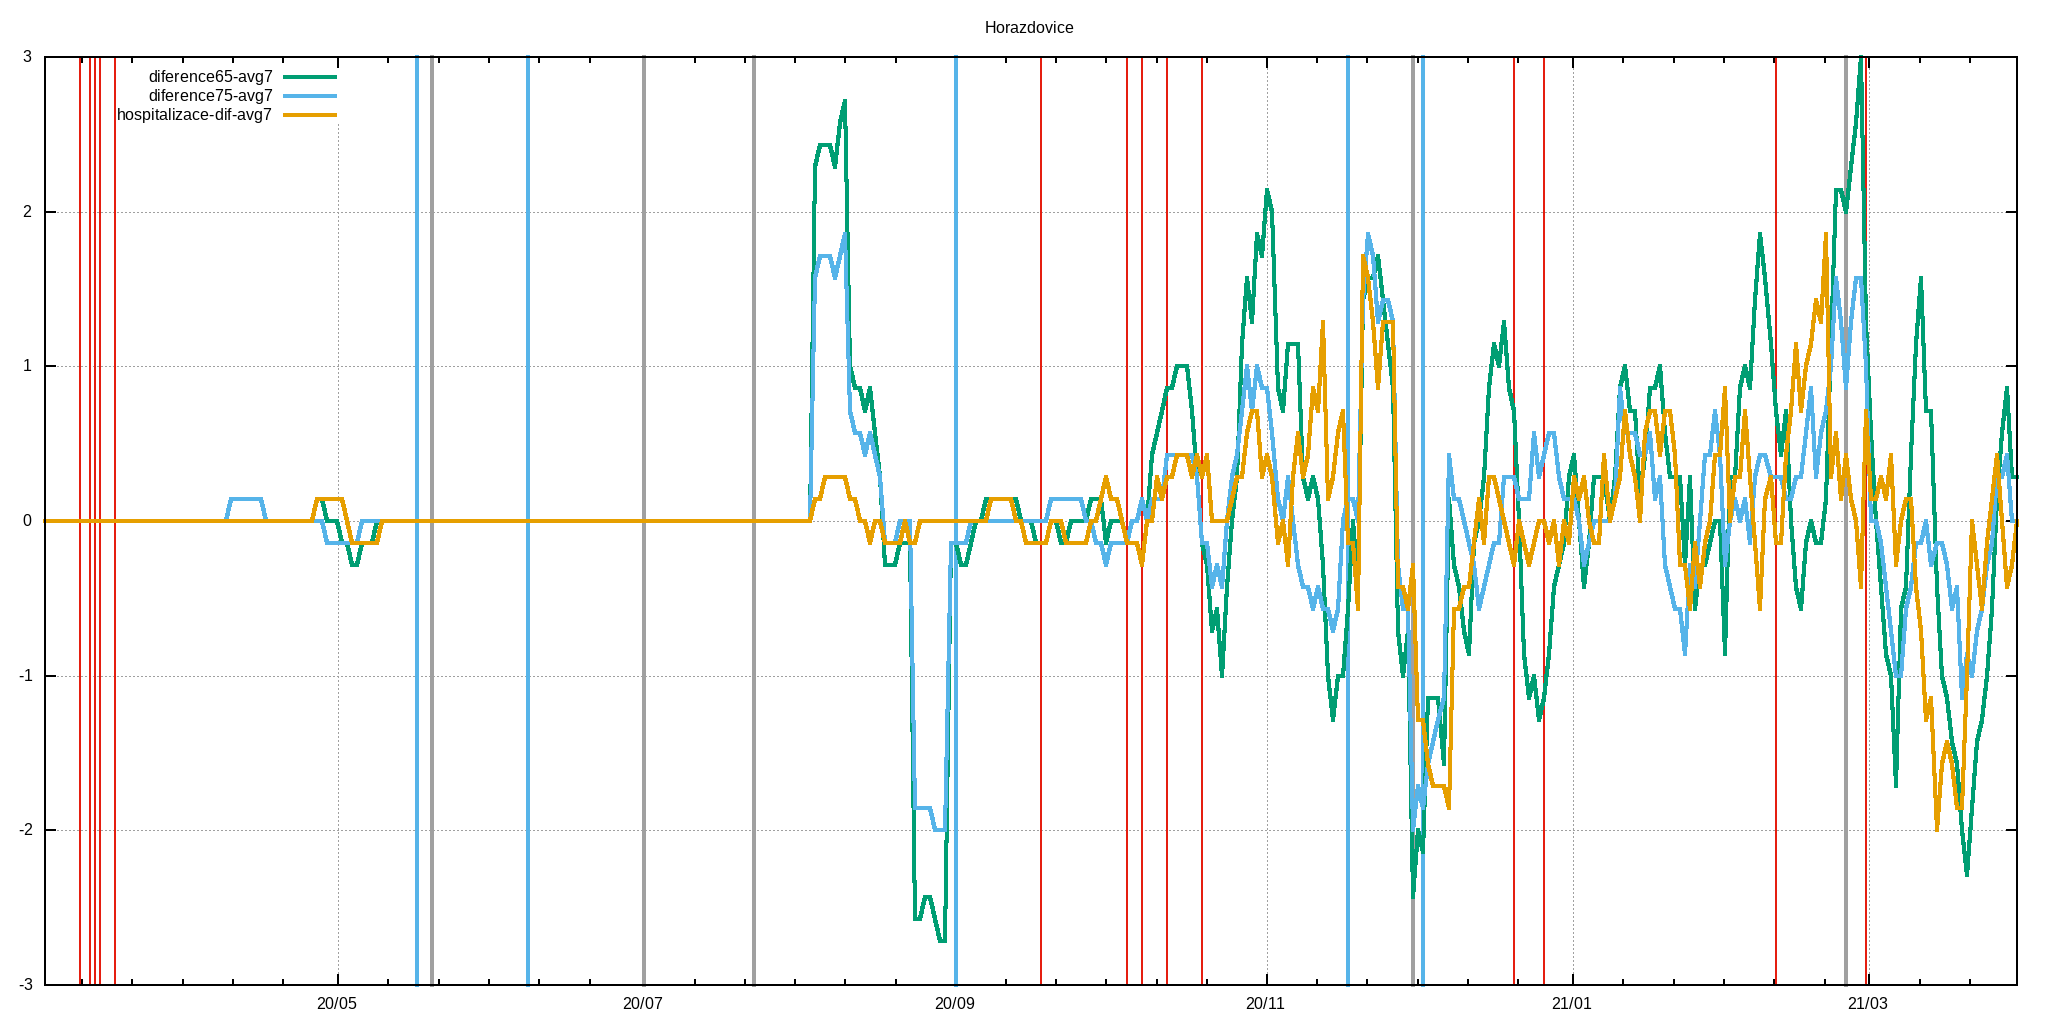 Horazdovice
3
diference65-avg7
diference75-avg7
hospitalizace-dif-avg7
2
1
0
-1
-2
-3
20/05 20/07 20/09 20/11 21/01 21/03